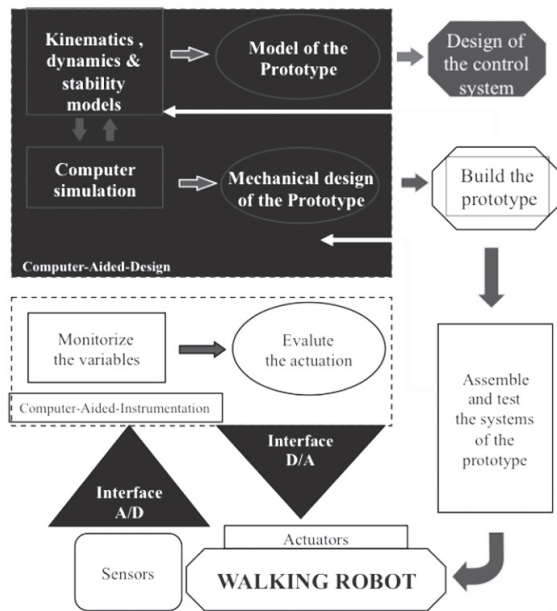 Kinematics ,
dynamics &
stability
models
Model of the
Prototype
Design of
the control
system
Computer
simulation
Mechanical design
of the Prototype
Build the
prototype
Computer-Aided-Design
Monitorize
the variables
Evalute
the actuation
Computer-Aided-Instrumentation
Assemble
and test
the systems
of the
prototype
Interface
D/A
Interface
A/D
Actuators
Sensors
WALKING ROBOT